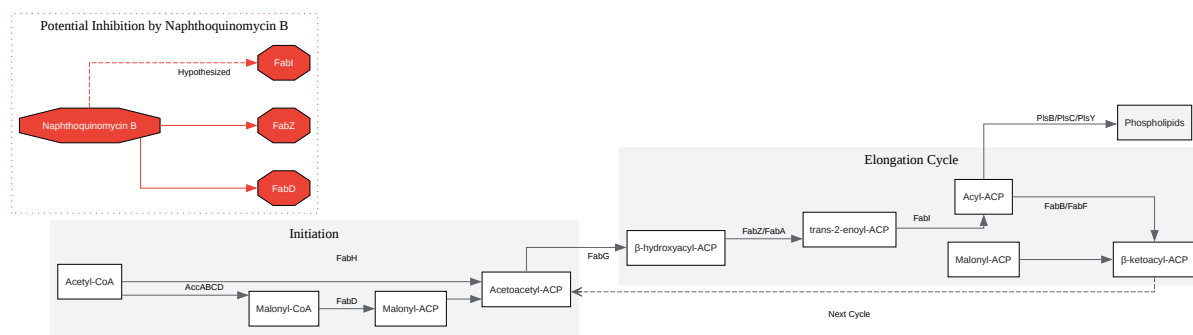 Potential Inhibition by Naphthoquinomycin B
FabI
Hypothesized
Naphthoquinomycin B
FabZ
FabD
PlsB/PlsC/PlsY
Phospholipids
Elongation Cycle
Acyl-ACP
FabB/FabF
FabI
trans-2-enoyl-ACP
FabZ/FabA
β-hydroxyacyl-ACP
FabG
Malonyl-ACP
β-ketoacyl-ACP
Initiation
FabH
Acetyl-CoA
AccABCD
Malonyl-CoA
FabD
Malonyl-ACP
Acetoacetyl-ACP
Next Cycle